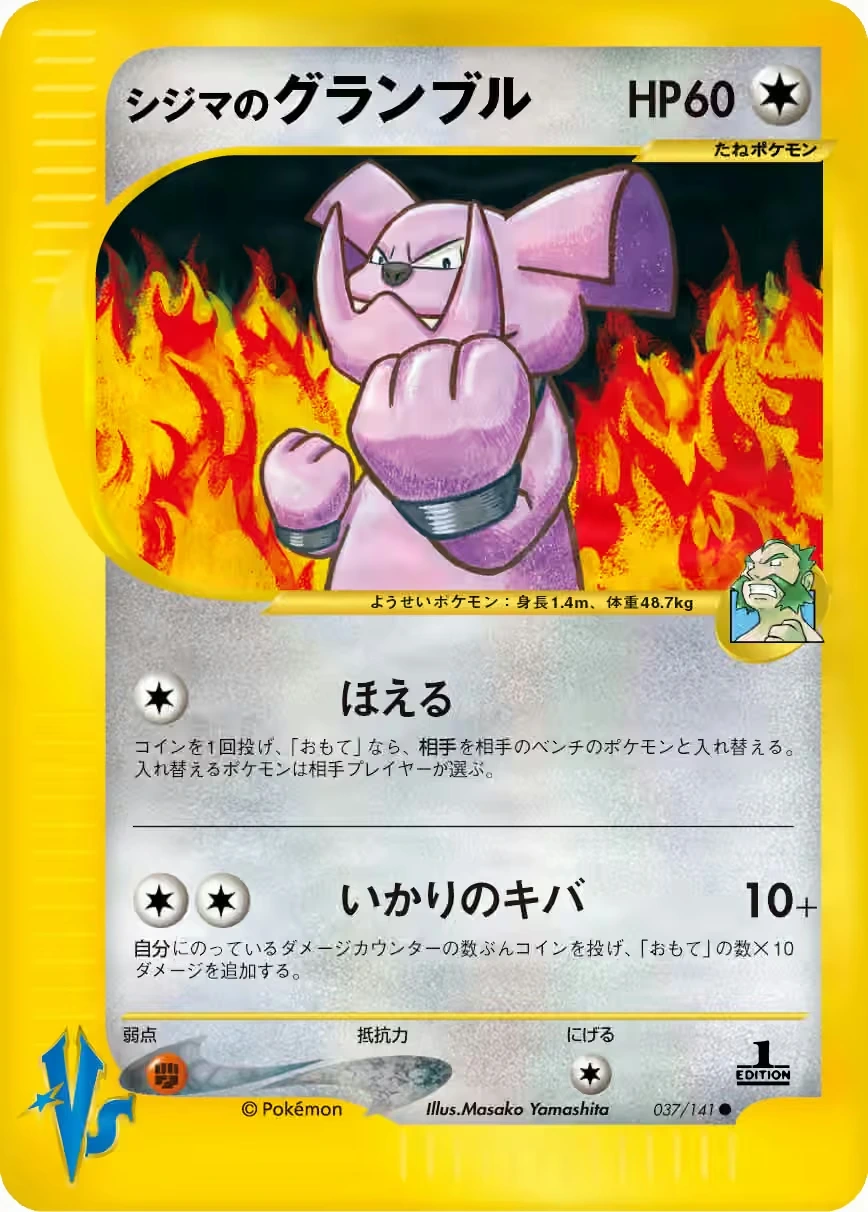 シジマのグランブル HP60
たねポケモン
ようせいポケモン：身長1.4m、体重48.7kg
ほえる
コインを1回投げ、「おもて」なら、相手を相手のベンチのポケモンと入れ替える。
入れ替えるポケモンは相手プレイヤーが選ぶ。
いかりのキバ 10+
自分にのっているダメージカウンターの数ぶんコインを投げ、「おもて」の数×10
ダメージを追加する。
弱点 抵抗力 にげる
1
EDITION
VS
© Pokémon Illus.Masako Yamashita 037/141●